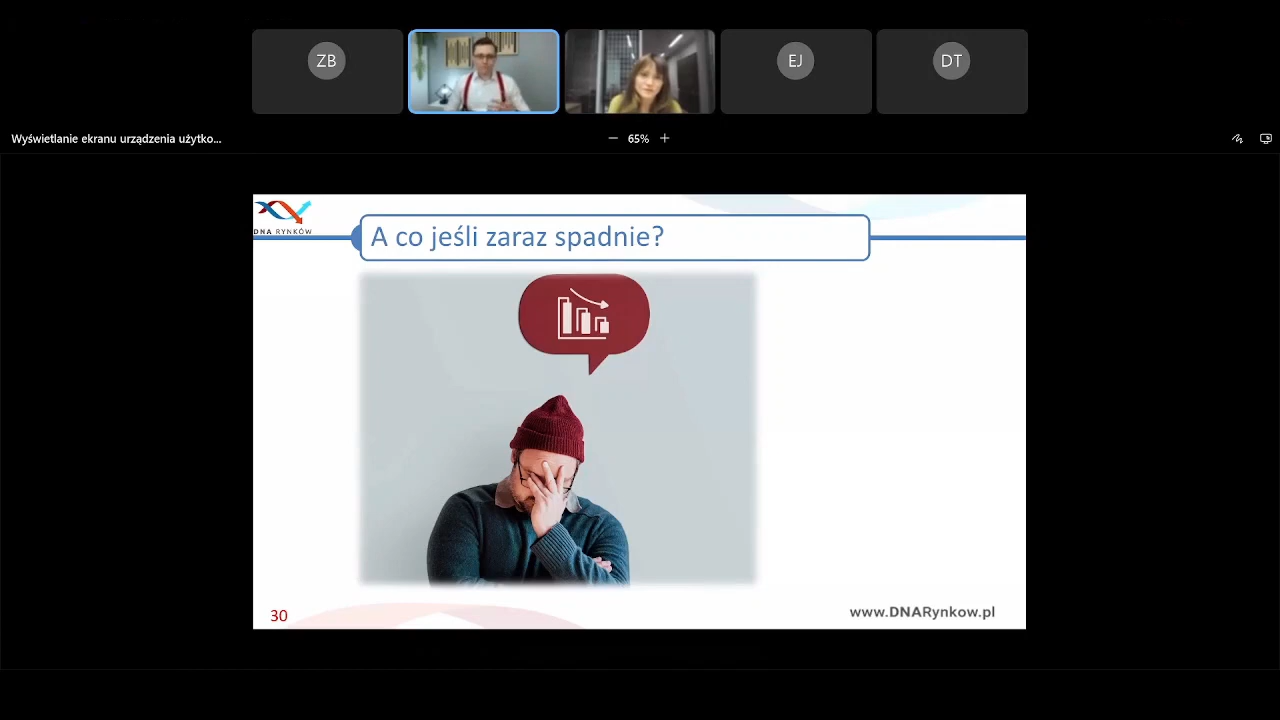 ZB
EJ
DT
Wyświetlanie ekranu urządzenia użytko...
65%
DNA RYNKÓW
A co jeśli zaraz spadnie?
30
www.DNARynkow.pl